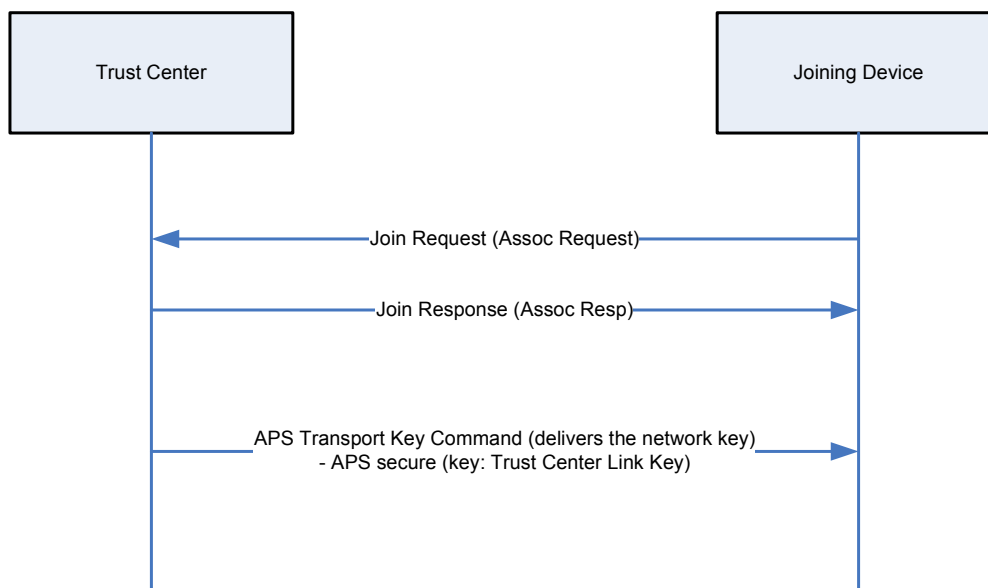 Trust Center
Joining Device
Join Request (Assoc Request)
Join Response (Assoc Resp)
APS Transport Key Command (delivers the network key)
- APS secure (key: Trust Center Link Key)